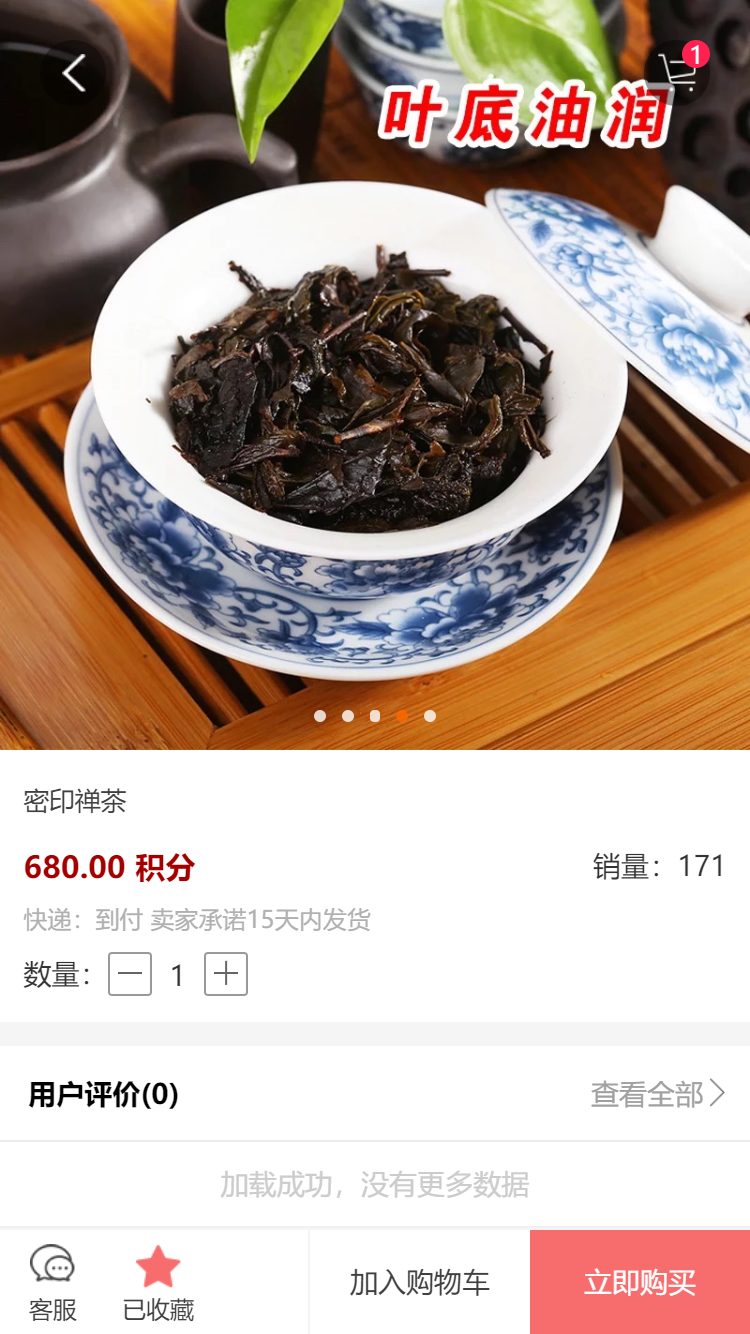 1
叶底油润
密印禅茶
680.00 积分
销量：171
快递：到付 卖家承诺15天内发货
数量：
1
用户评价(0)
查看全部
加载成功，没有更多数据
客服
已收藏
加入购物车
立即购买